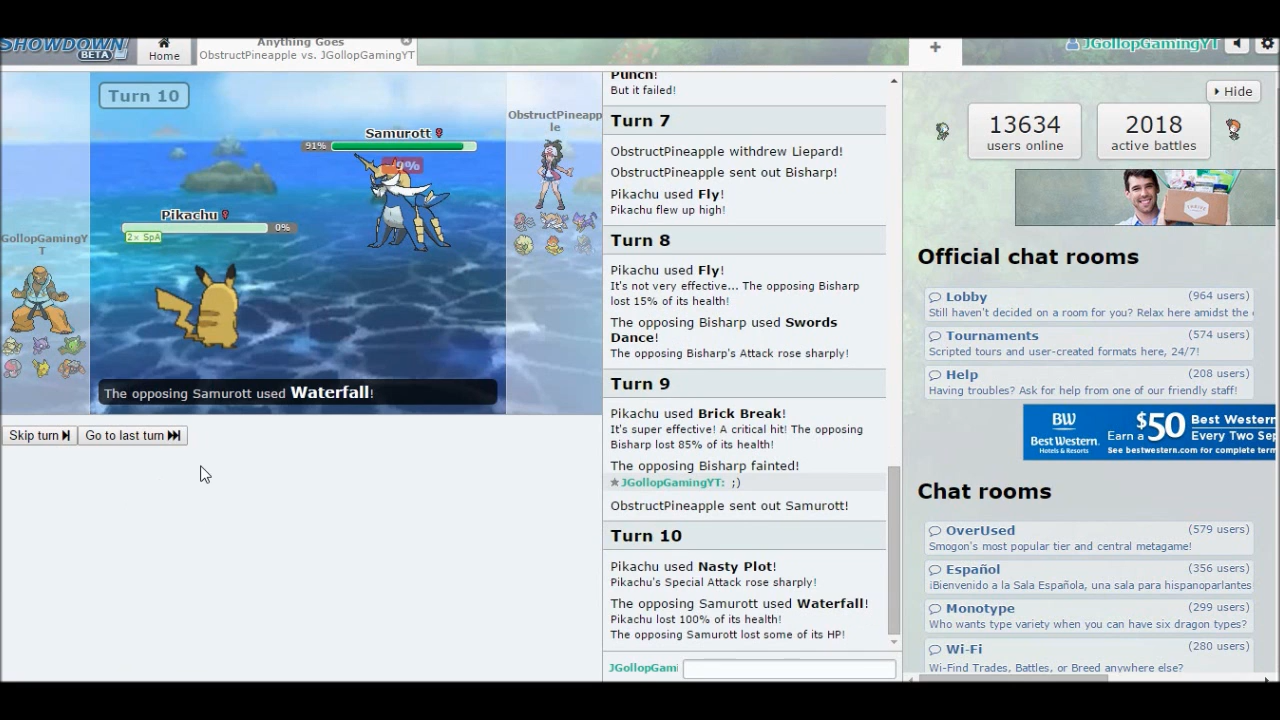 SHOWDOWN!
BETA
Home
Anything Goes
ObstructPineapple vs. JGollopGamingYT
+
JGollopGamingYT
Turn 10
Samurott
91%
9%
Pikachu
0%
2× SpA
The opposing Samurott used Waterfall!
GollopGamingY
T
ObstructPineapp
le
Skip turn
Go to last turn
Punch!
But it failed!
Turn 7
ObstructPineapple withdrew Liepard!
ObstructPineapple sent out Bisharp!
Pikachu used Fly!
Pikachu flew up high!
Turn 8
Pikachu used Fly!
It's not very effective... The opposing Bisharp
lost 15% of its health!
The opposing Bisharp used Swords
Dance!
The opposing Bisharp's Attack rose sharply!
Turn 9
Pikachu used Brick Break!
It's super effective! A critical hit! The opposing
Bisharp lost 85% of its health!
The opposing Bisharp fainted!
★JGollopGamingYT: ;)
ObstructPineapple sent out Samurott!
Turn 10
Pikachu used Nasty Plot!
Pikachu's Special Attack rose sharply!
The opposing Samurott used Waterfall!
Pikachu lost 100% of its health!
The opposing Samurott lost some of its HP!
JGollopGami
Hide
13634
users online
2018
active battles
Official chat rooms
Lobby (964 users)
Still haven't decided on a room for you? Relax here amidst the
Tournaments (574 users)
Scripted tours and user-created formats here, 24/7!
Help (208 users)
Having troubles? Ask for help from one of our friendly staff!
BW
Best Western
Hotels & Resorts
Earn a $50 Best Western
Every Two Sep
See bestwestern.com for complete term
Chat rooms
OverUsed (579 users)
Smogon's most popular tier and central metagame!
Español (356 users)
¡Bienvenido a la Sala Española, una sala para hispanoparlantes
Monotype (299 users)
Who wants type variety when you can have six dragon types?
Wi-Fi (280 users)
Wi-Find Trades, Battles, or Breed anywhere else?